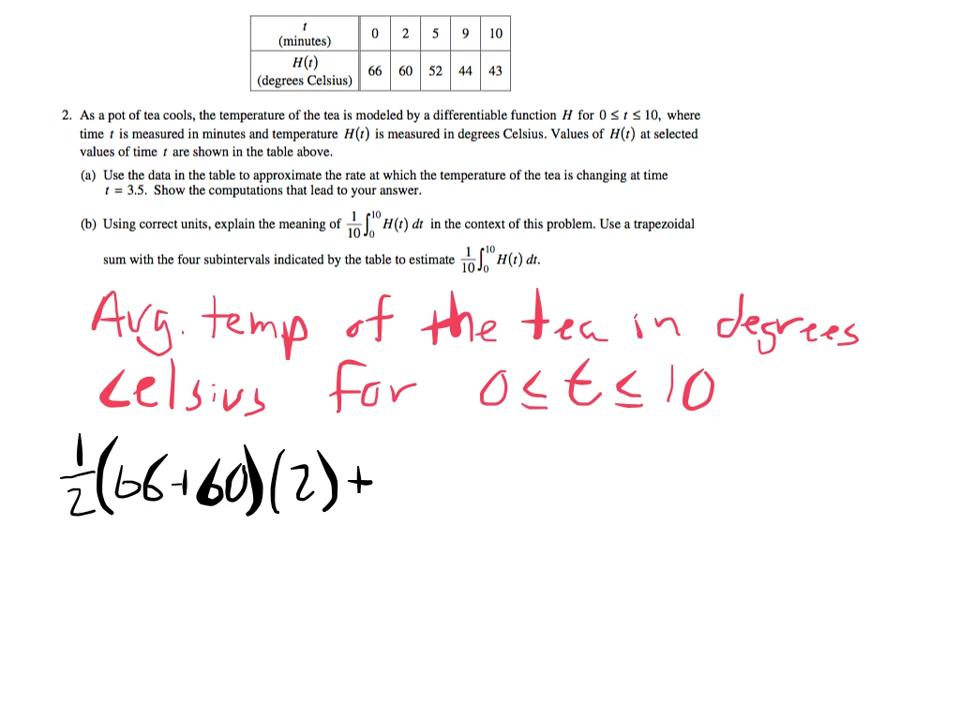 t (minutes) 0 2 5 9 10
H(t) (degrees Celsius) 66 60 52 44 43
2. As a pot of tea cools, the temperature of the tea is modeled by a differentiable function H for 0 ≤ t ≤ 10, where
time t is measured in minutes and temperature H(t) is measured in degrees Celsius. Values of H(t) at selected
values of time t are shown in the table above.
(a) Use the data in the table to approximate the rate at which the temperature of the tea is changing at time
t = 3.5. Show the computations that lead to your answer.
(b) Using correct units, explain the meaning of 1/10 ∫₀¹⁰ H(t) dt in the context of this problem. Use a trapezoidal
sum with the four subintervals indicated by the table to estimate 1/10 ∫₀¹⁰ H(t) dt.
Avg. temp of the tea in degrees
celsius for 0 ≤ t ≤ 10
1/2 (66+60)(2) +